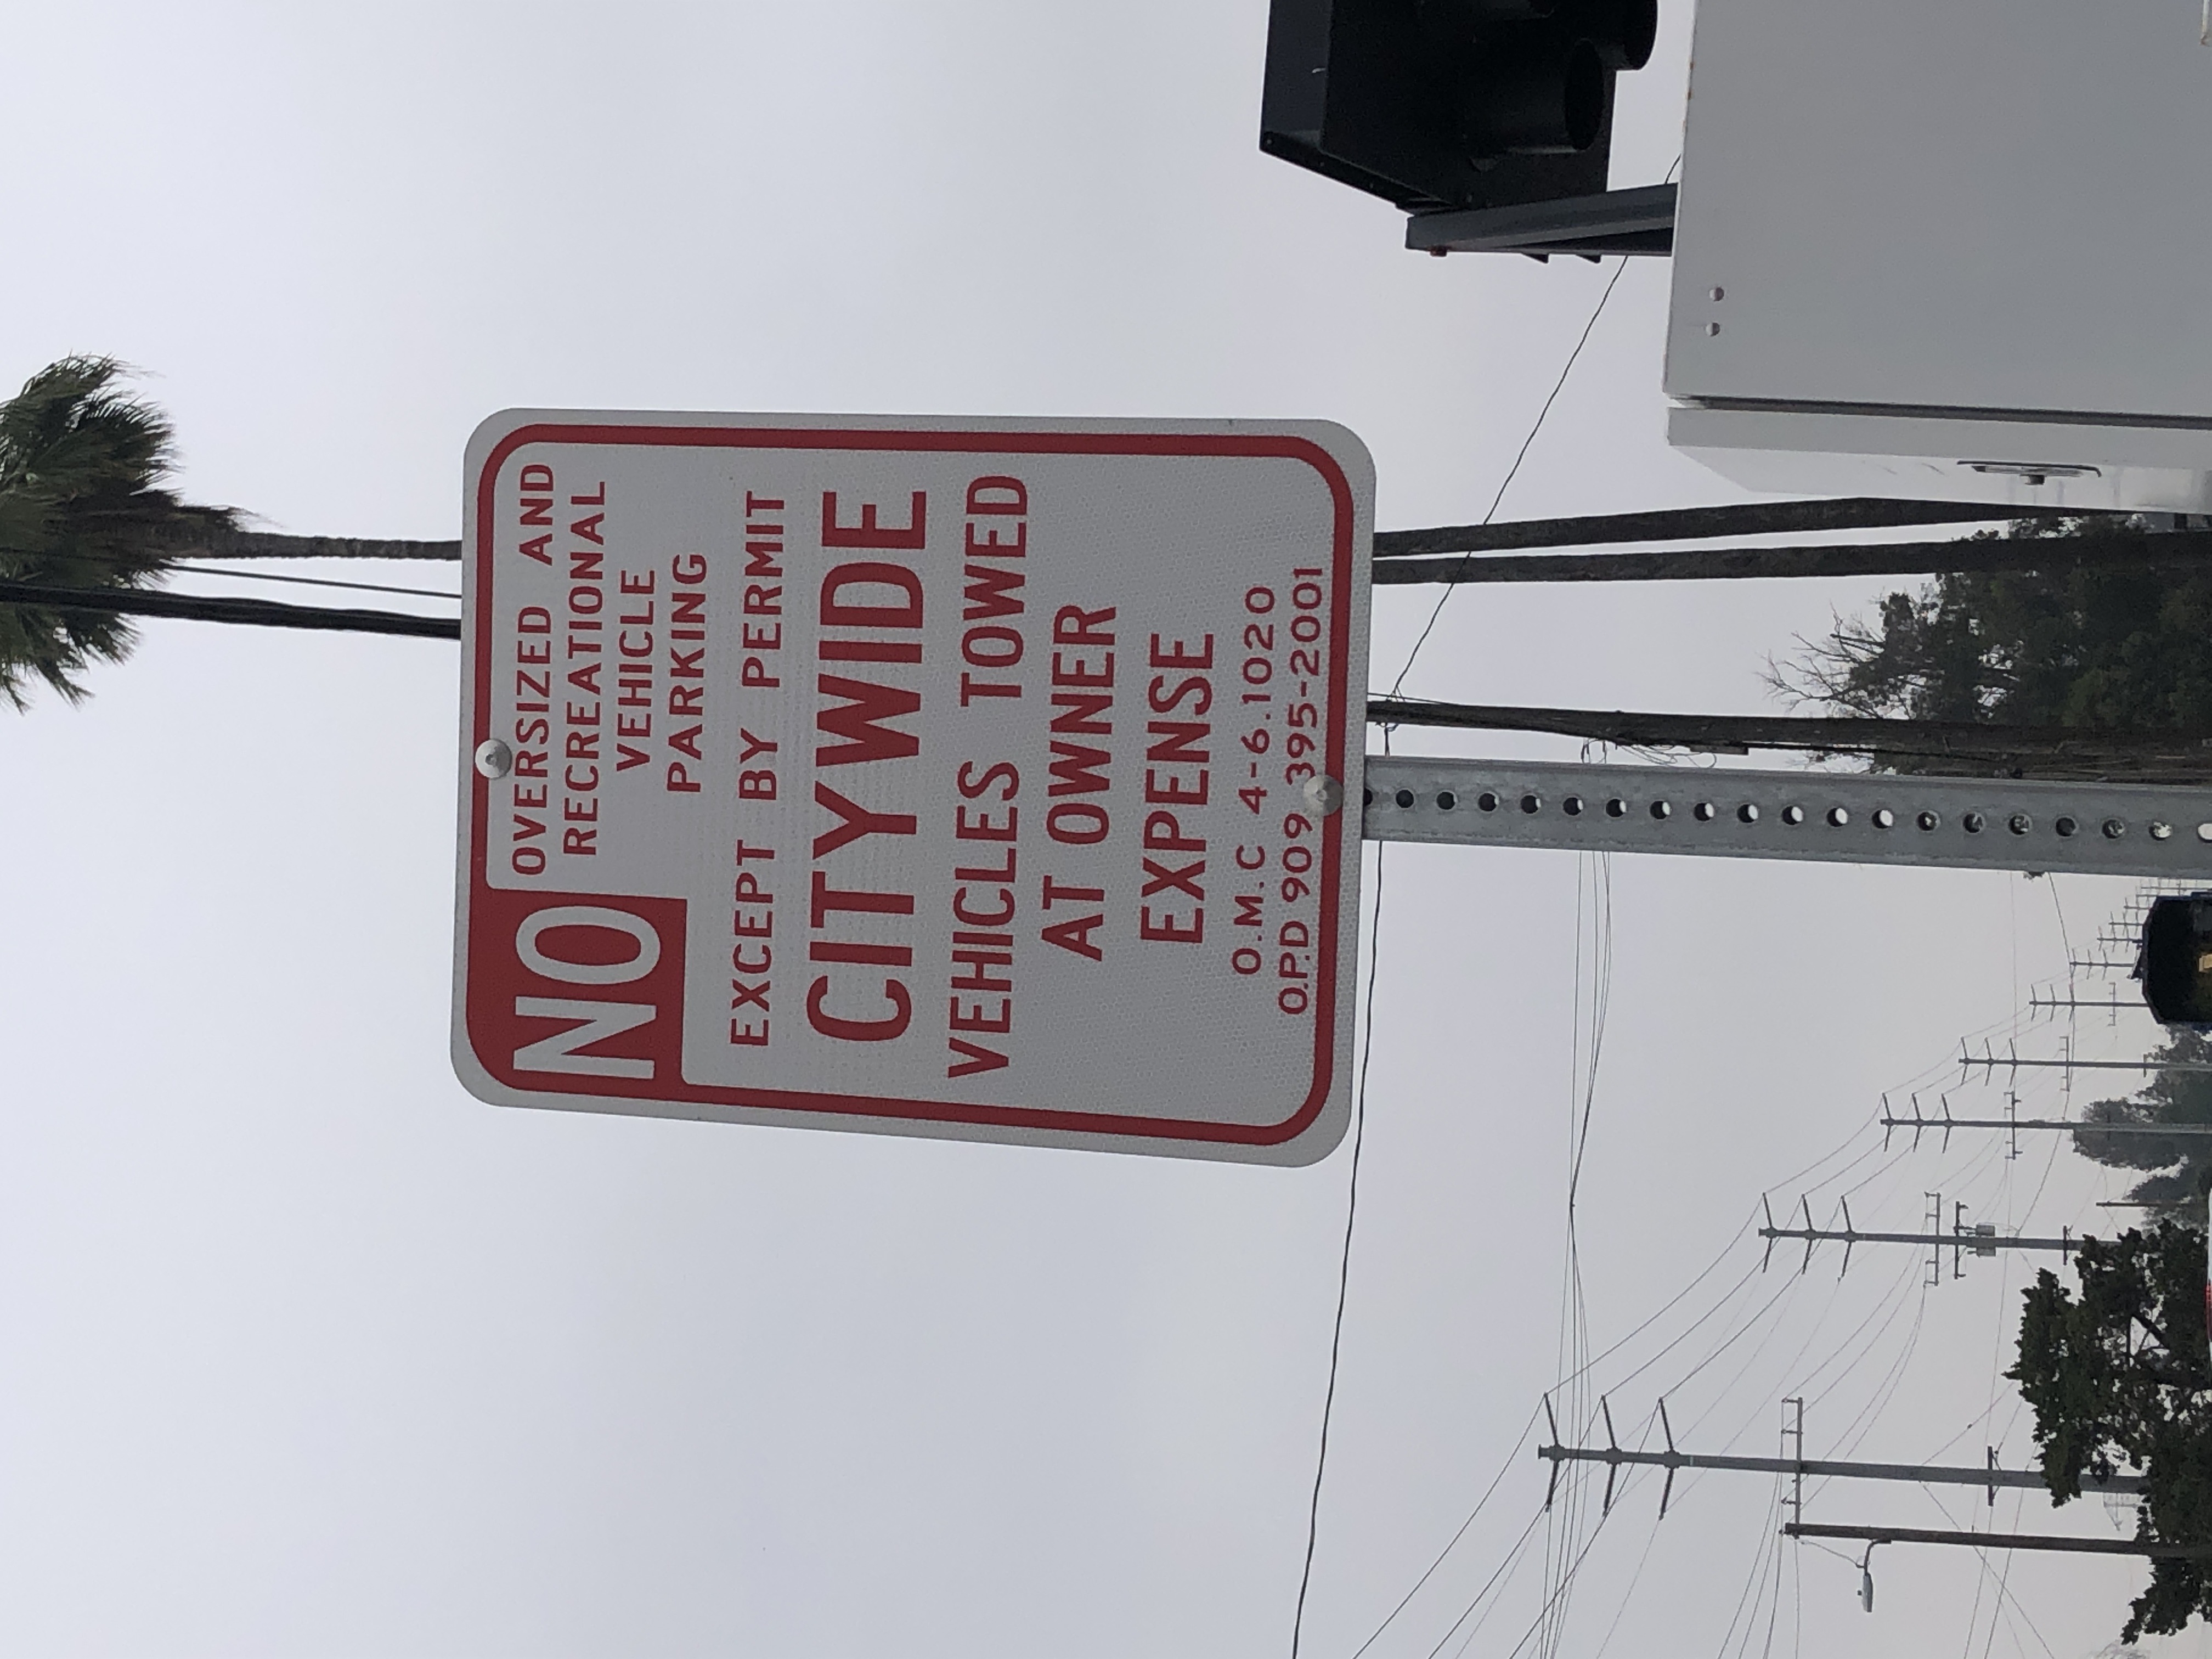 NO
OVERSIZED AND
RECREATIONAL
VEHICLE
PARKING
EXCEPT BY PERMIT
CITYWIDE
VEHICLES TOWED
AT OWNER
EXPENSE
O.M.C 4-6.1020
O.P.D 909 395-2001